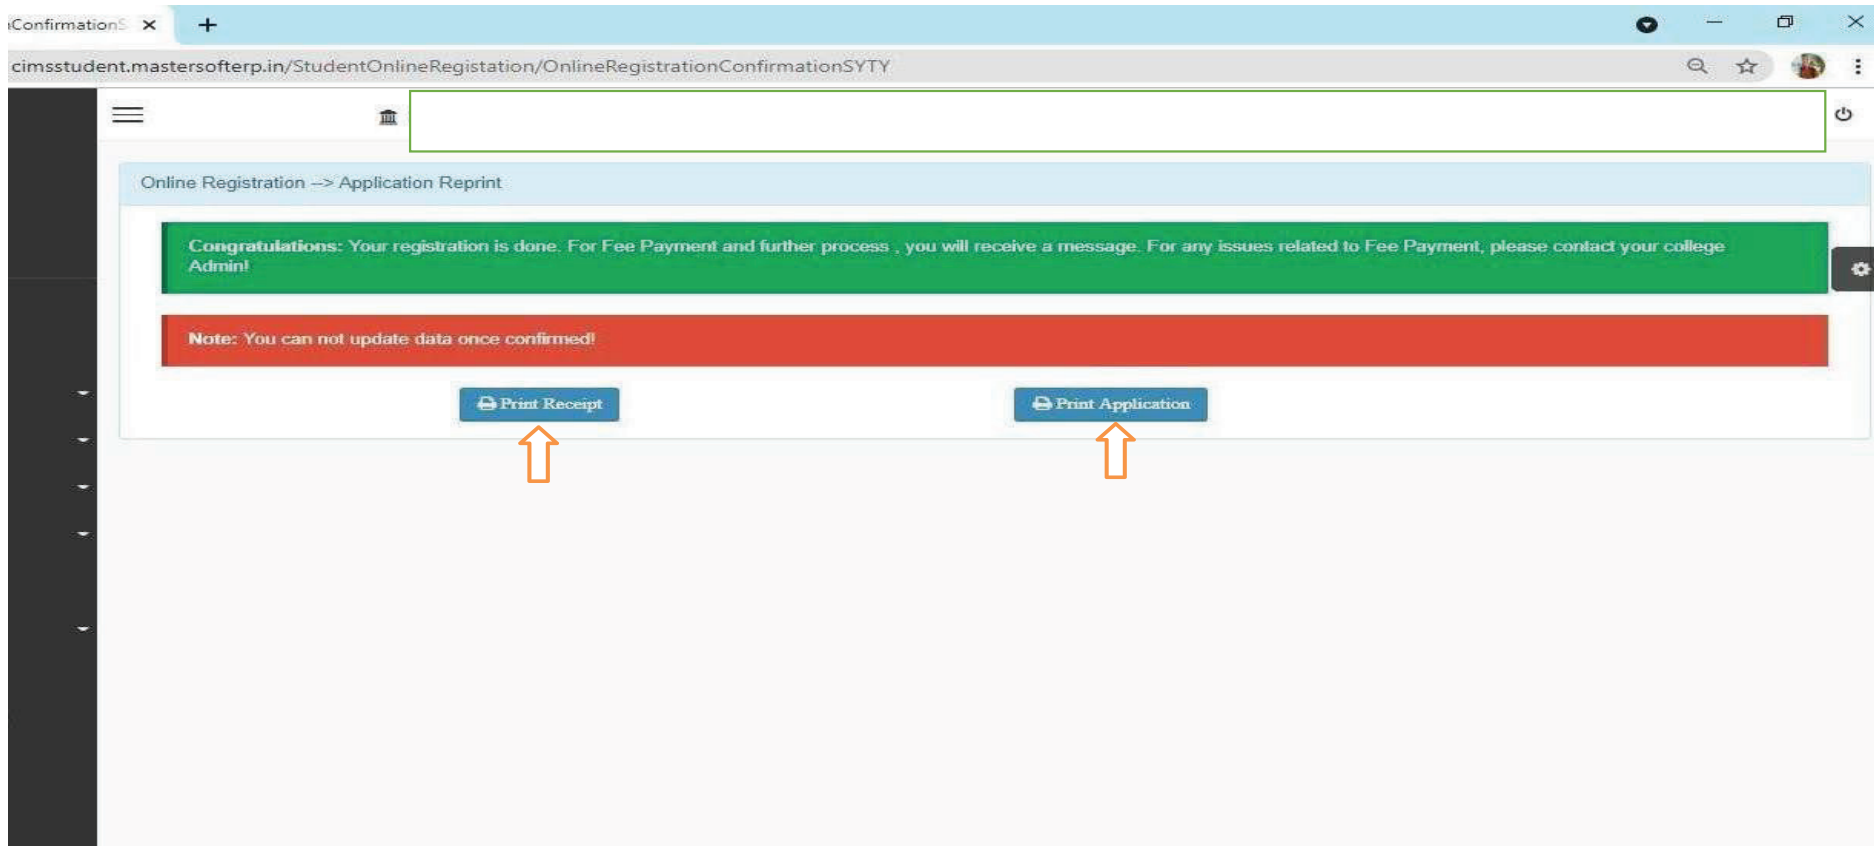 ConfirmationS
cimsstudent.mastersofterp.in/StudentOnlineRegistation/OnlineRegistrationConfirmationSYTY
Online Registration --> Application Reprint
Congratulations: Your registration is done. For Fee Payment and further process , you will receive a message. For any issues related to Fee Payment, please contact your college
Admin!
Note: You can not update data once confirmed!
Print Receipt
Print Application